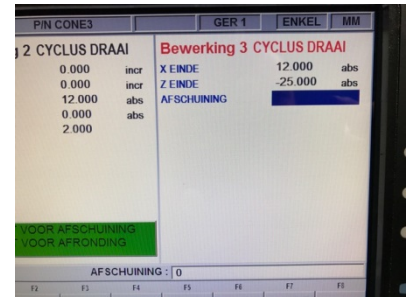 P/N CONE3 GER 1 ENKEL MM
g 2 CYCLUS DRAAI
0.000 incr
0.000 incr
12.000 abs
0.000 abs
2.000
VOOR AFSCHUINING
VOOR AFRONDING
Bewerking 3 CYCLUS DRAAI
X EINDE 12.000 abs
Z EINDE -25.000 abs
AFSCHUINING
AFSCHUINING : 0
F2 F3 F4 F5 F6 F7 F8